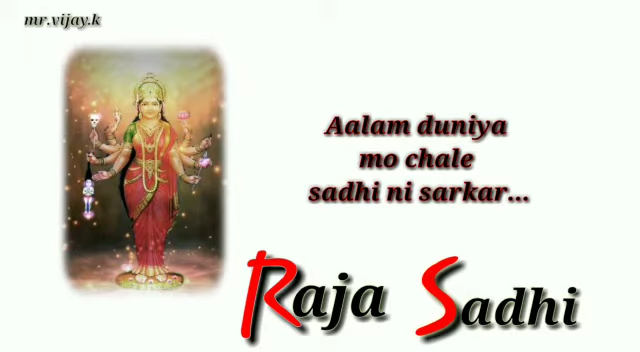 mr.vijay.k
Aalam duniya
mo chale
sadhi ni sarkar...
Raja Sadhi